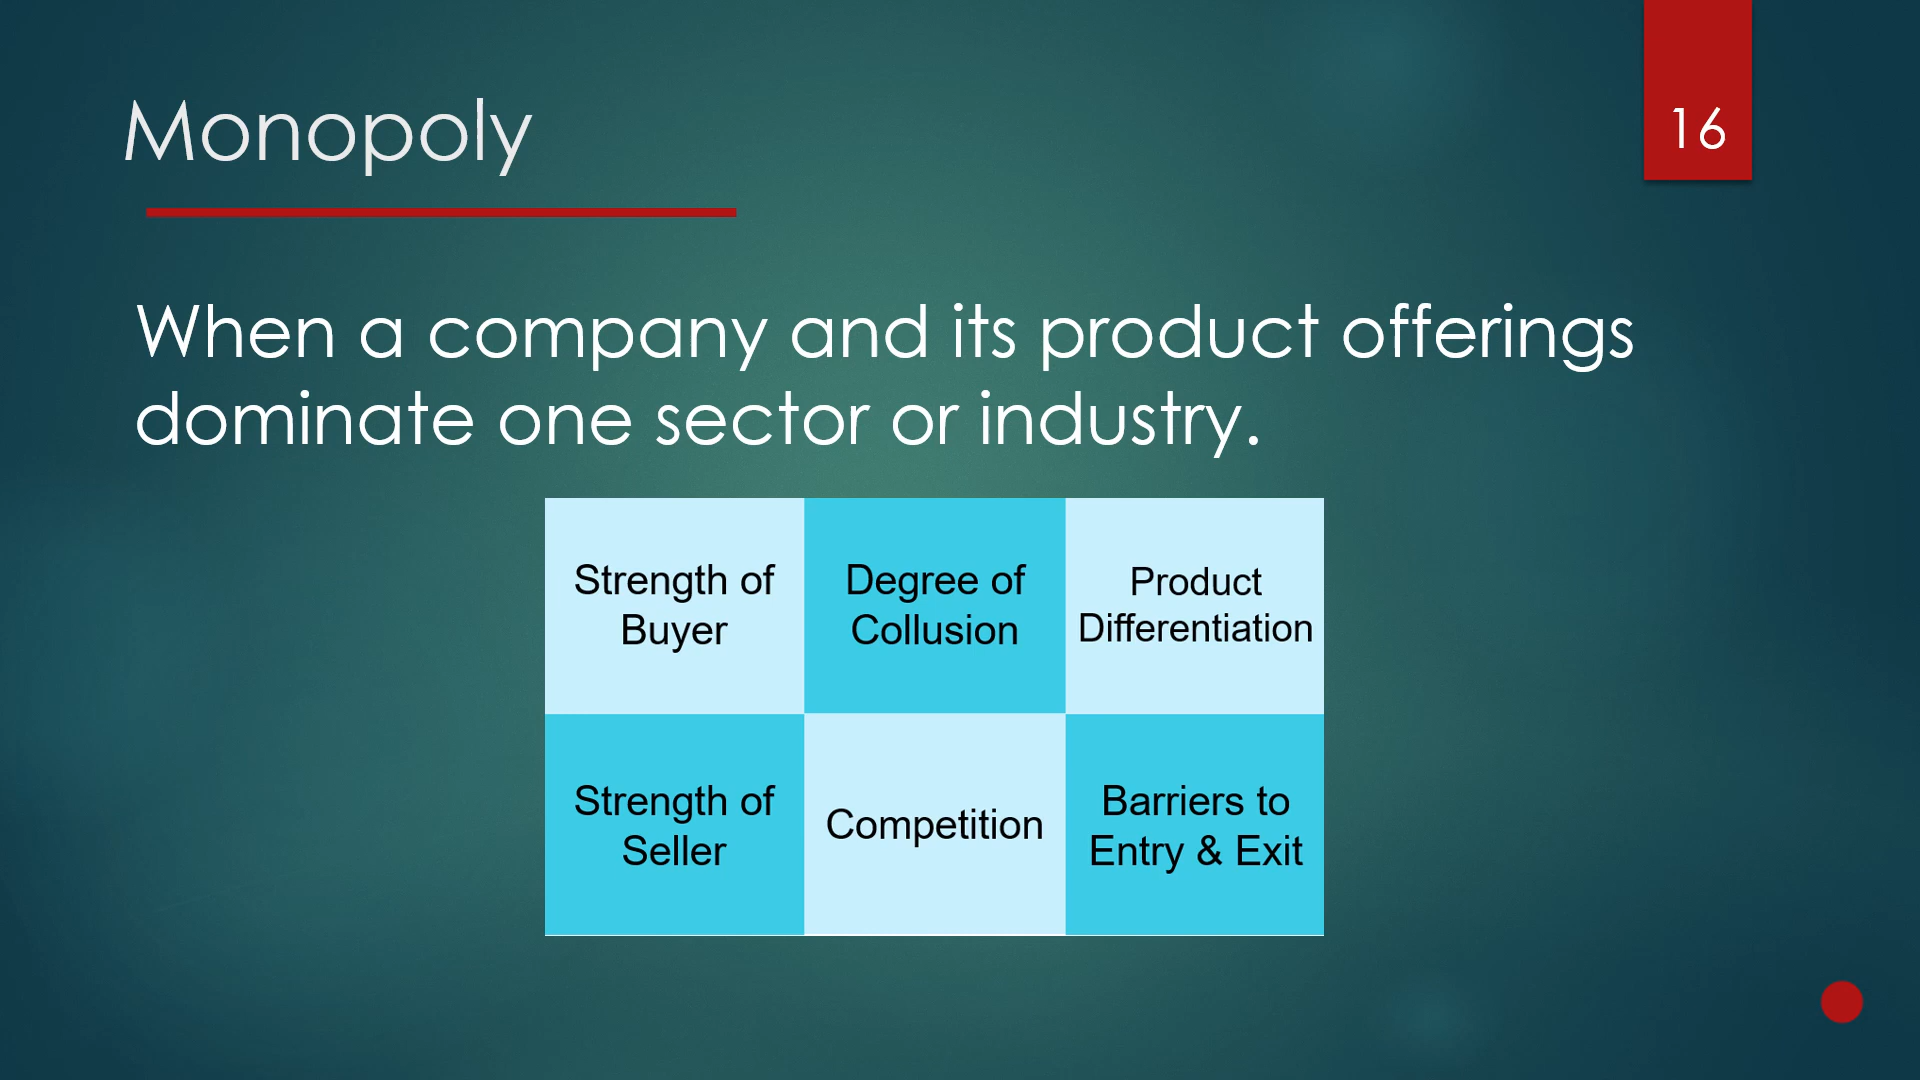 Monopoly
16
When a company and its product offerings
dominate one sector or industry.
Strength of
Buyer
Degree of
Collusion
Product
Differentiation
Strength of
Seller
Competition
Barriers to
Entry & Exit